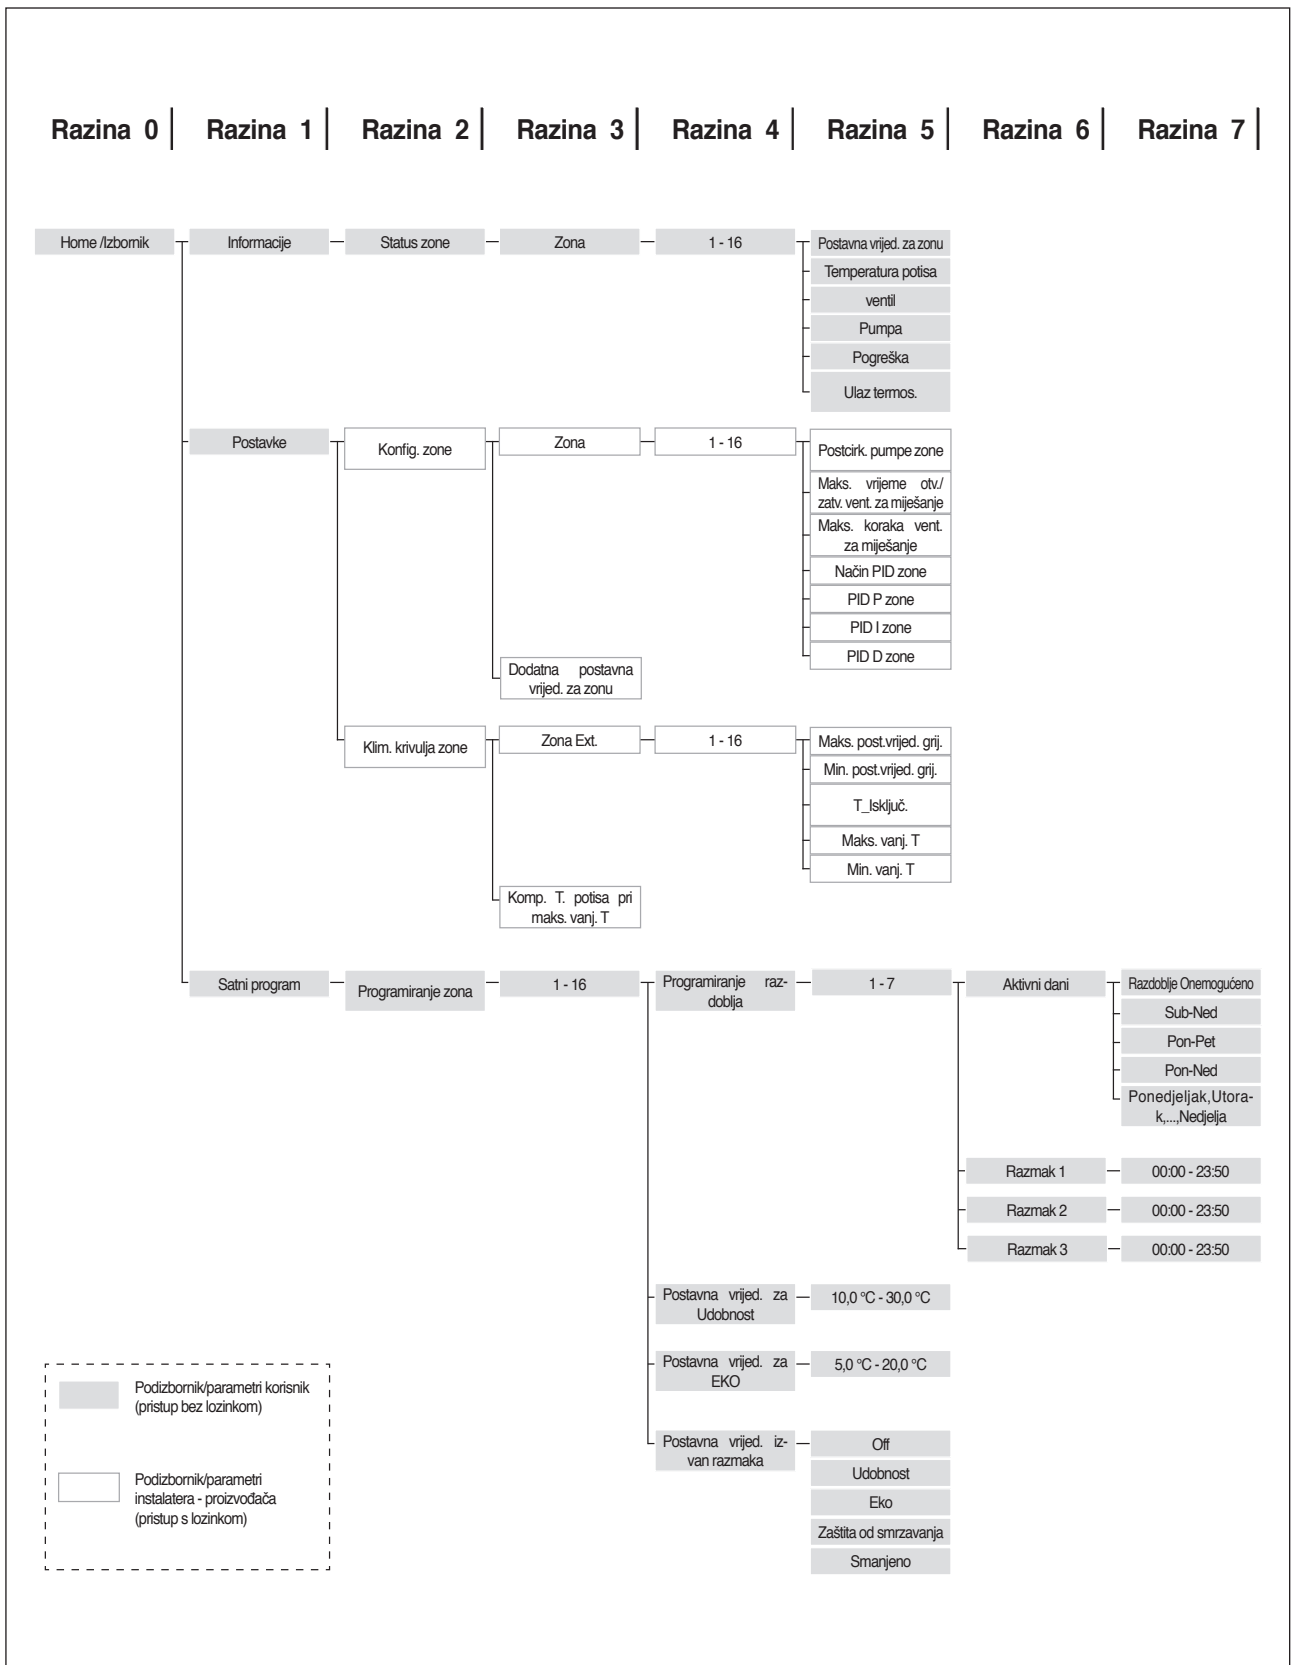 Razina 0 Razina 1 Razina 2 Razina 3 Razina 4 Razina 5 Razina 6 Razina 7
Home /Izbornik Informacije Status zone Zona 1 - 16 Postavna vrijed. za zonu
Temperatura potisa
ventil
Pumpa
Pogreška
Ulaz termos.
Postavke Konfig. zone Zona 1 - 16 Postcirk. pumpe zone
Maks. vrijeme otv./
zatv. vent. za miješanje
Maks. koraka vent.
za miješanje
Način PID zone
PID P zone
PID I zone
PID D zone
Dodatna postavna
vrijed. za zonu
Klim. krivulja zone Zona Ext. 1 - 16 Maks. post.vrijed. grij.
Min. post.vrijed. grij.
T_Isključ.
Maks. vanj. T
Min. vanj. T
Komp. T. potisa pri
maks. vanj. T
Satni program Programiranje zona 1 - 16 Programiranje raz-
doblja 1 - 7 Aktivni dani Razdoblje Onemogućeno
Sub-Ned
Pon-Pet
Pon-Ned
Ponedjeljak,Utora-
k,...,Nedjelja
Razmak 1 00:00 - 23:50
Razmak 2 00:00 - 23:50
Razmak 3 00:00 - 23:50
Postavna vrijed. za
Udobnost 10,0 °C - 30,0 °C
Postavna vrijed. za
EKO 5,0 °C - 20,0 °C
Postavna vrijed. iz-
van razmaka Off
Udobnost
Eko
Zaštita od smrzavanja
Smanjeno
Podizbornik/parametri korisnik
(pristup bez lozinkom)
Podizbornik/parametri
instalatera - proizvođača
(pristup s lozinkom)